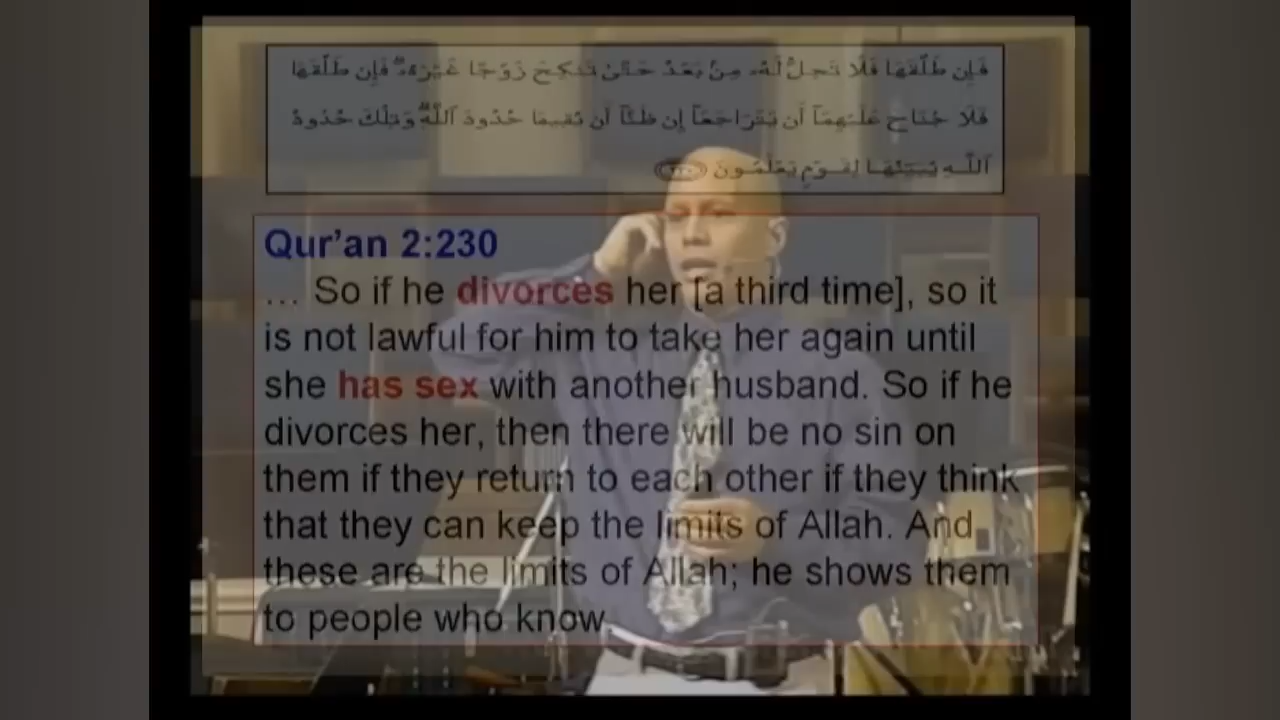 فَإِن طَلَّقَهَا فَلَا تَحِلُّ لَهُۥ مِنۢ بَعْدُ حَتَّىٰ تَنكِحَ زَوْجًا غَيْرَهُۥ ۗ فَإِن طَلَّقَهَا
فَلَا جُنَاحَ عَلَيْهِمَآ أَن يَتَرَاجَعَآ إِن ظَنَّآ أَن يُقِيمَا حُدُودَ ٱللَّهِ ۗ وَتِلْكَ حُدُودُ
ٱللَّهِ يُبَيِّنُهَا لِقَوْمٍ يَعْلَمُونَ
Qur’an 2:230
… So if he divorces her [a third time], so it
is not lawful for him to take her again until
she has sex with another husband. So if he
divorces her, then there will be no sin on
them if they return to each other if they think
that they can keep the limits of Allah. And
these are the limits of Allah; he shows them
to people who know